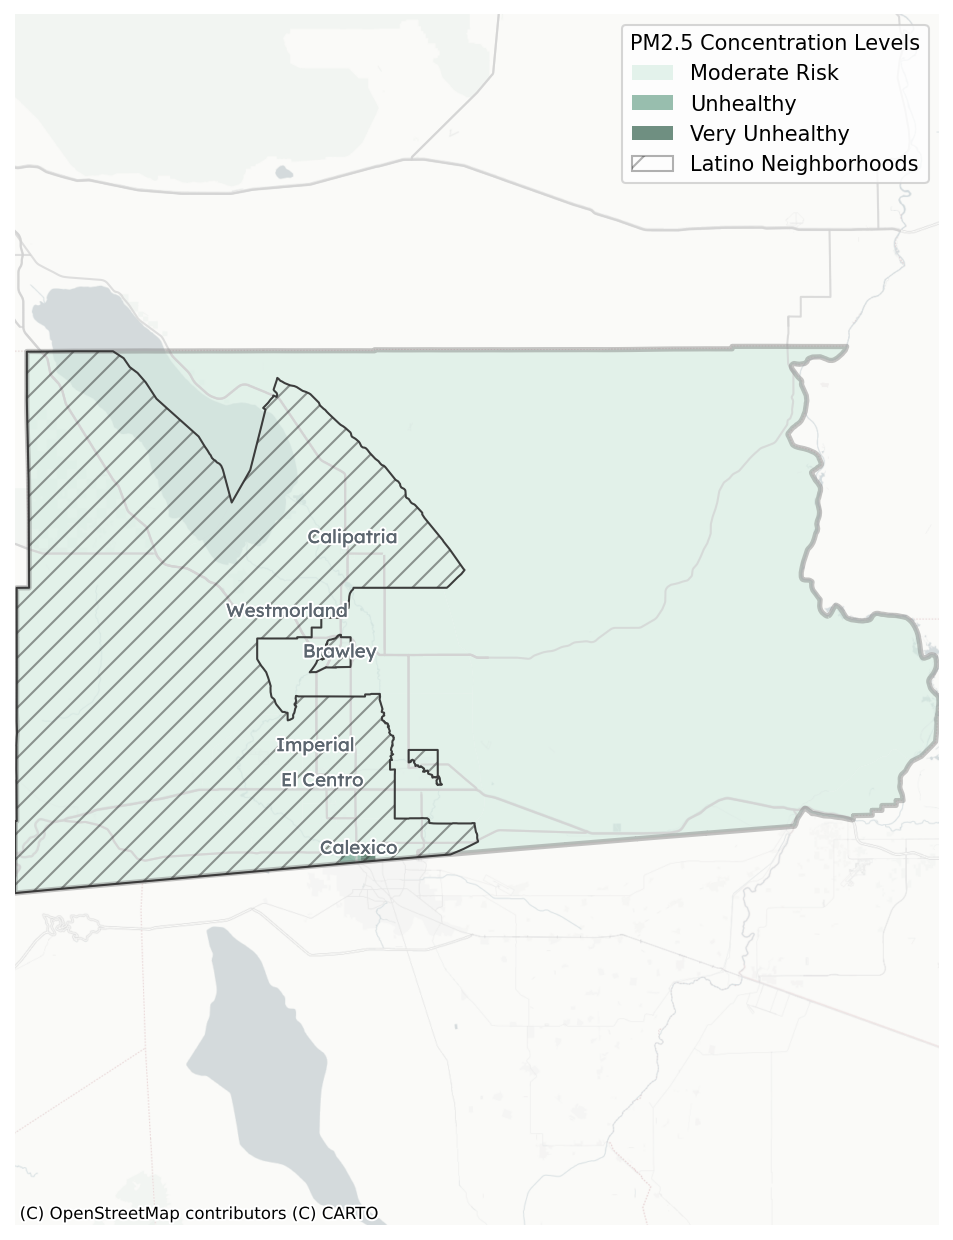 PM2.5 Concentration Levels
Moderate Risk
Unhealthy
Very Unhealthy
Latino Neighborhoods
Calipatria
Westmorland
Brawley
Imperial
El Centro
Calexico
(C) OpenStreetMap contributors (C) CARTO